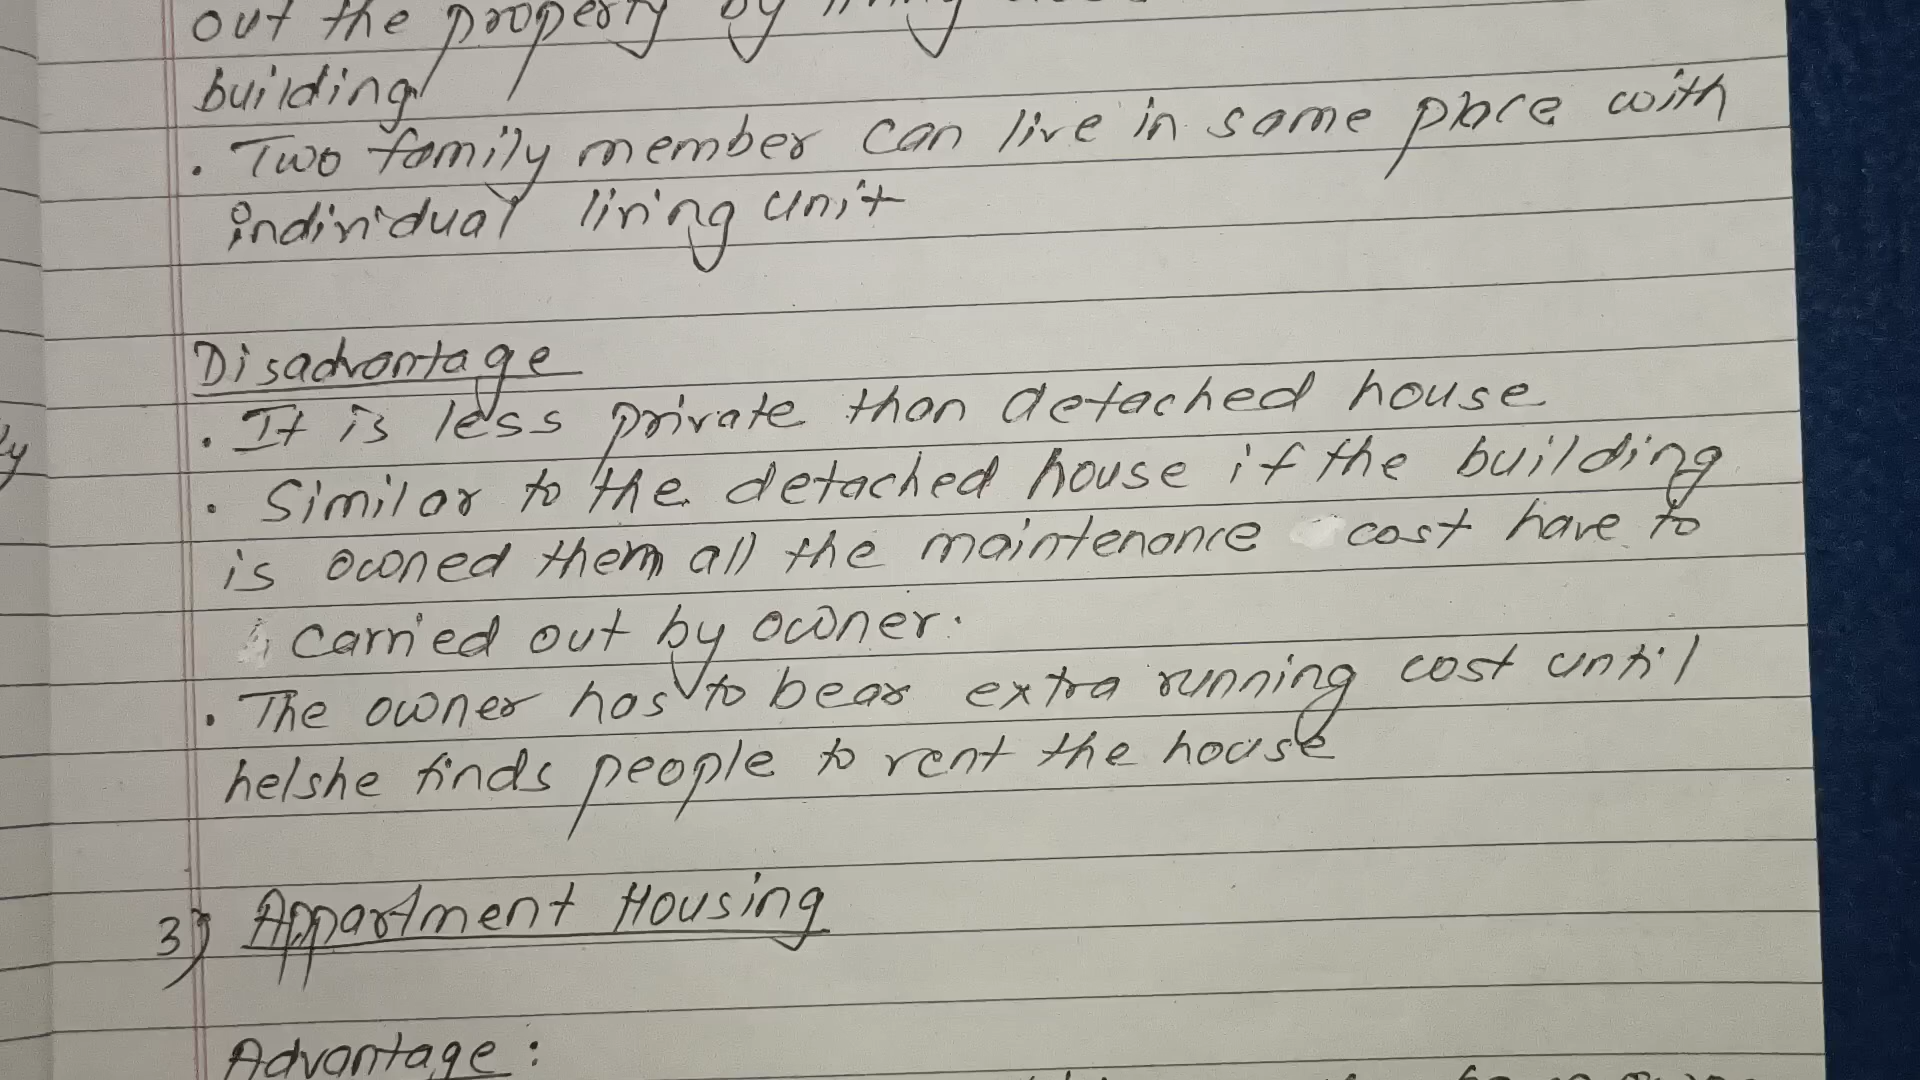 out the property by
building
. Two family member can live in same place with
individual living unit
Disadvantage
. It is less private than detached house
. Similar to the detached house if the building
is owned them all the maintenance cost have to
carried out by owner.
. The owner has to bear extra running cost until
he/she finds people to rent the house
3) Appartment Housing
Advantage: